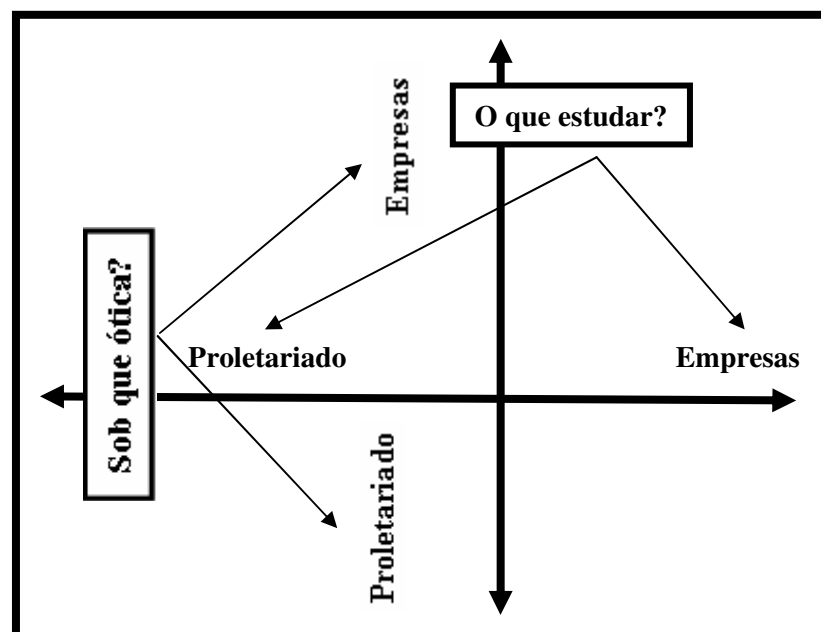 O que estudar?
Empresas
Sob que ótica?
Proletariado
Empresas
Proletariado